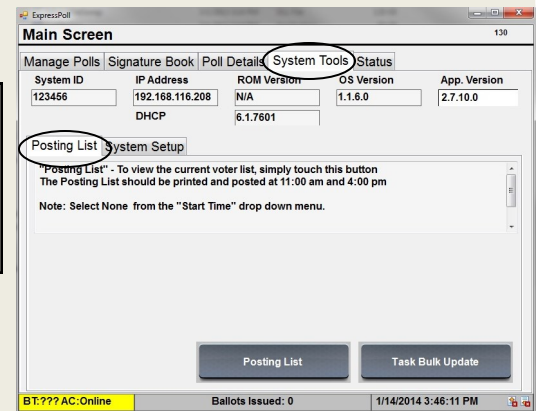 ExpressPoll
Main Screen 130
Manage Polls Signature Book Poll Details System Tools Status
System ID IP Address ROM Version OS Version App. Version
123456 192.168.116.208 N/A 1.1.6.0 2.7.10.0
DHCP 6.1.7601
Posting List System Setup
"Posting List" - To view the current voter list, simply touch this button
The Posting List should be printed and posted at 11:00 am and 4:00 pm
Note: Select None from the "Start Time" drop down menu.
Posting List Task Bulk Update
BT:??? AC:Online Ballots Issued: 0 1/14/2014 3:46:11 PM